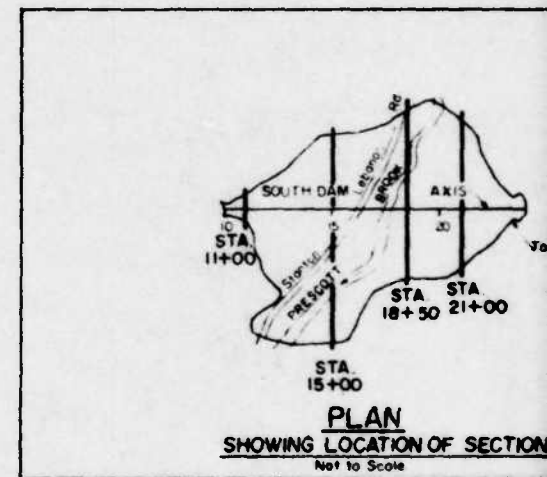 Rd
SOUTH DAM
BROOK
AXIS
10
15
20
STA.
11+00
PRESCOTT
STA
18+50
STA
21+00
STA.
15+00
PLAN
SHOWING LOCATION OF SECTION
Not to Scale